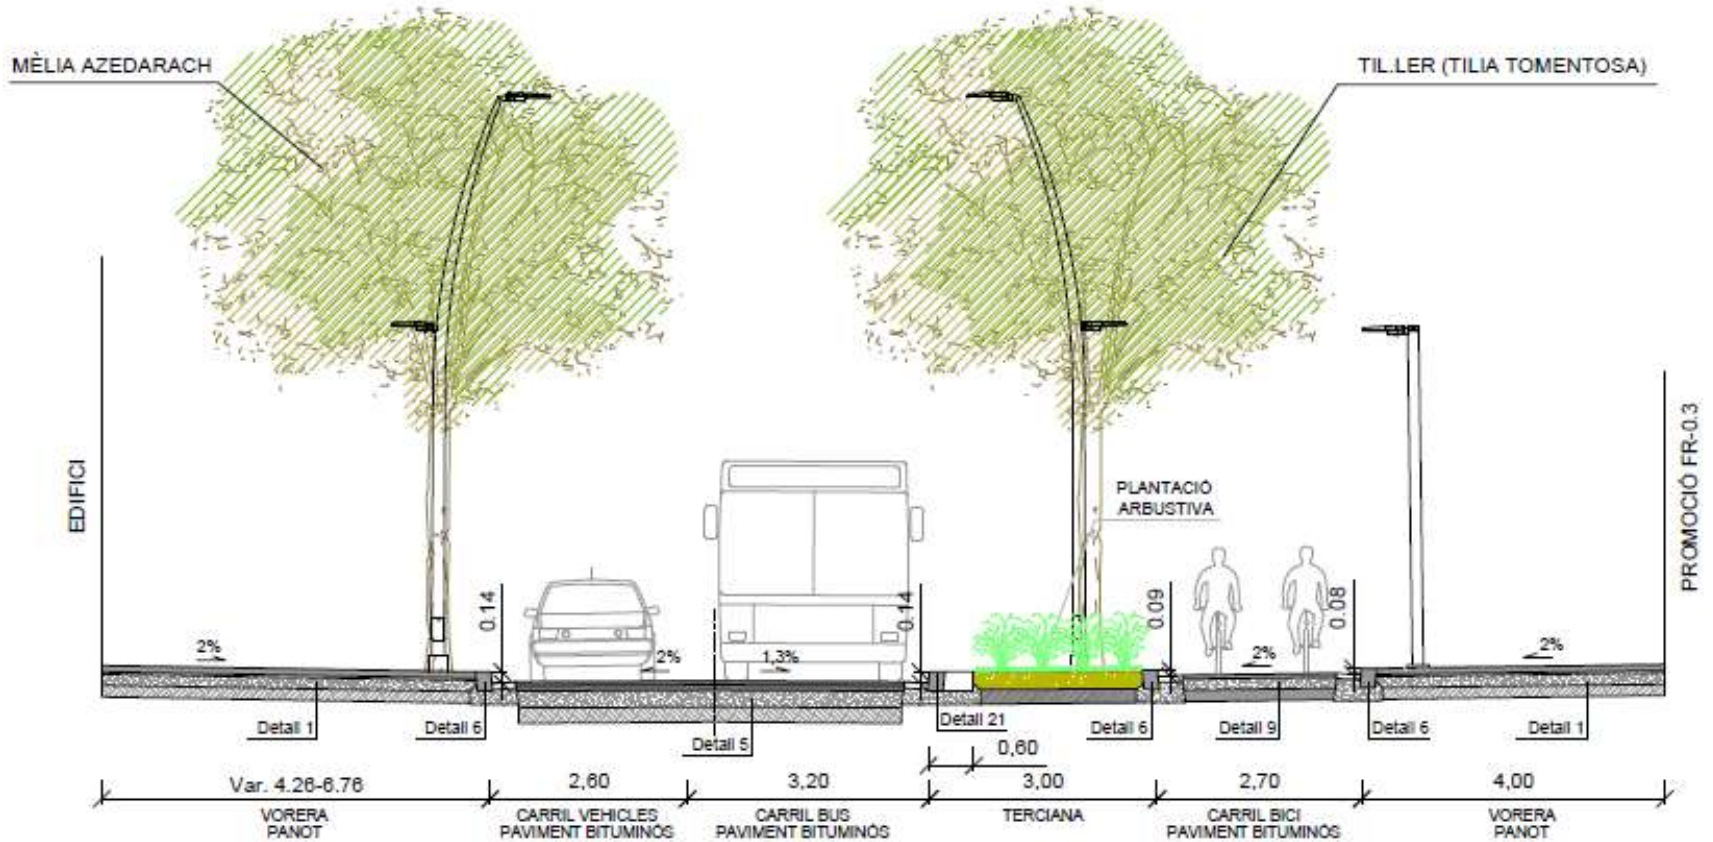 MÈLIA AZEDARACH
TIL.LER (TILIA TOMENTOSA)
EDIFICI
PROMOCIÓ FR-0.3
PLANTACIÓ
ARBUSTIVA
0.14
0.14
0.09
0.08
2%
2%
1,3%
2%
2%
Detall 1
Detall 6
Detall 5
Detall 21
Detall 6
Detall 9
Detall 6
Detall 1
0,60
Var. 4.26-6.76
2,60
3,20
3,00
2,70
4,00
VORERA
PANOT
CARRIL VEHICLES
PAVIMENT BITUMINÓS
CARRIL BUS
PAVIMENT BITUMINÓS
TERCIANA
CARRIL BICI
PAVIMENT BITUMINÓS
VORERA
PANOT